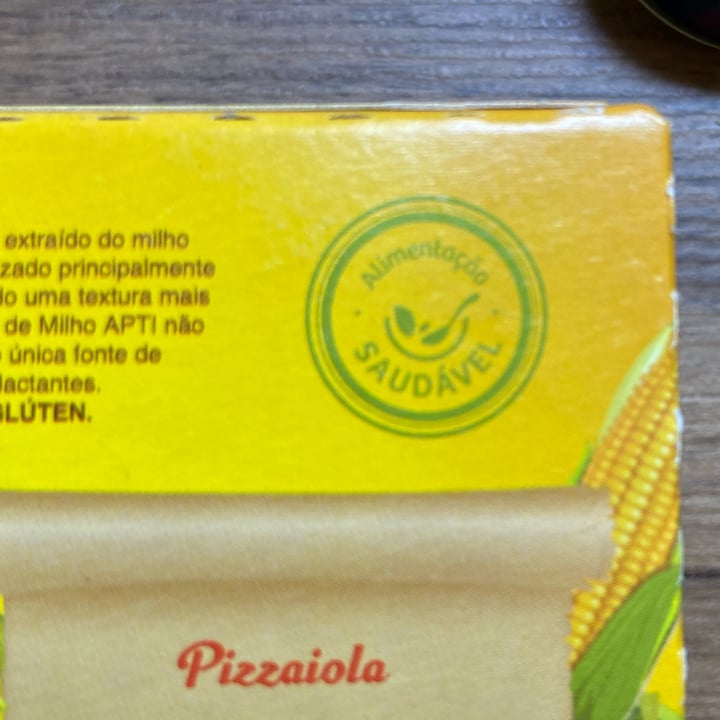 extraído do milho
zado principalmente
do uma textura mais
de Milho APTI não
única fonte de
lactantes.
GLÚTEN.
Alimentação
SAUDÁVEL
Pizzaiola